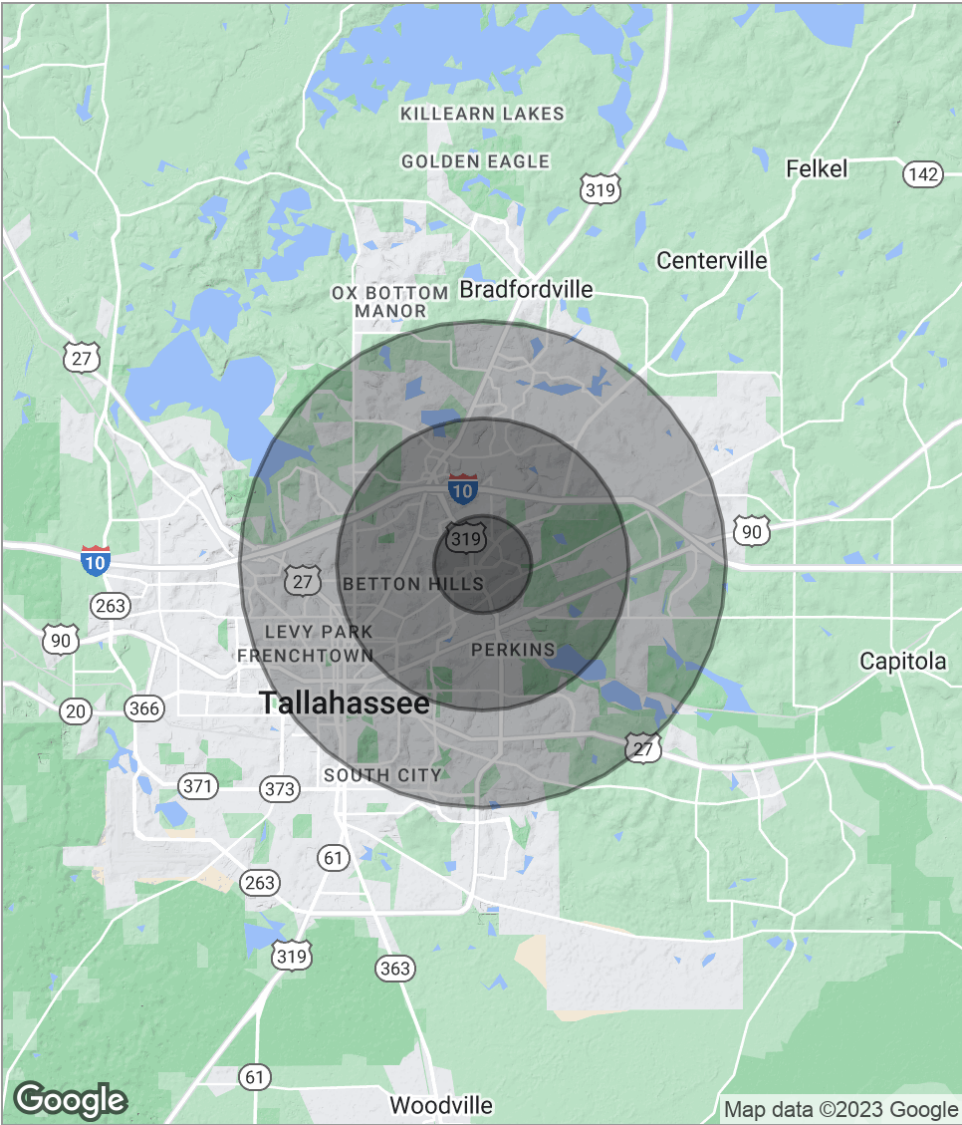 KILLEARN LAKES
GOLDEN EAGLE
Felkel
142
319
Centerville
OX BOTTOM
MANOR
Bradfordville
27
10
319
90
10
27
BETTON HILLS
263
90
LEVY PARK
FRENCHTOWN
PERKINS
Capitola
Tallahassee
20
366
27
SOUTH CITY
371
373
61
263
319
363
61
Google
Woodville
Map data ©2023 Google